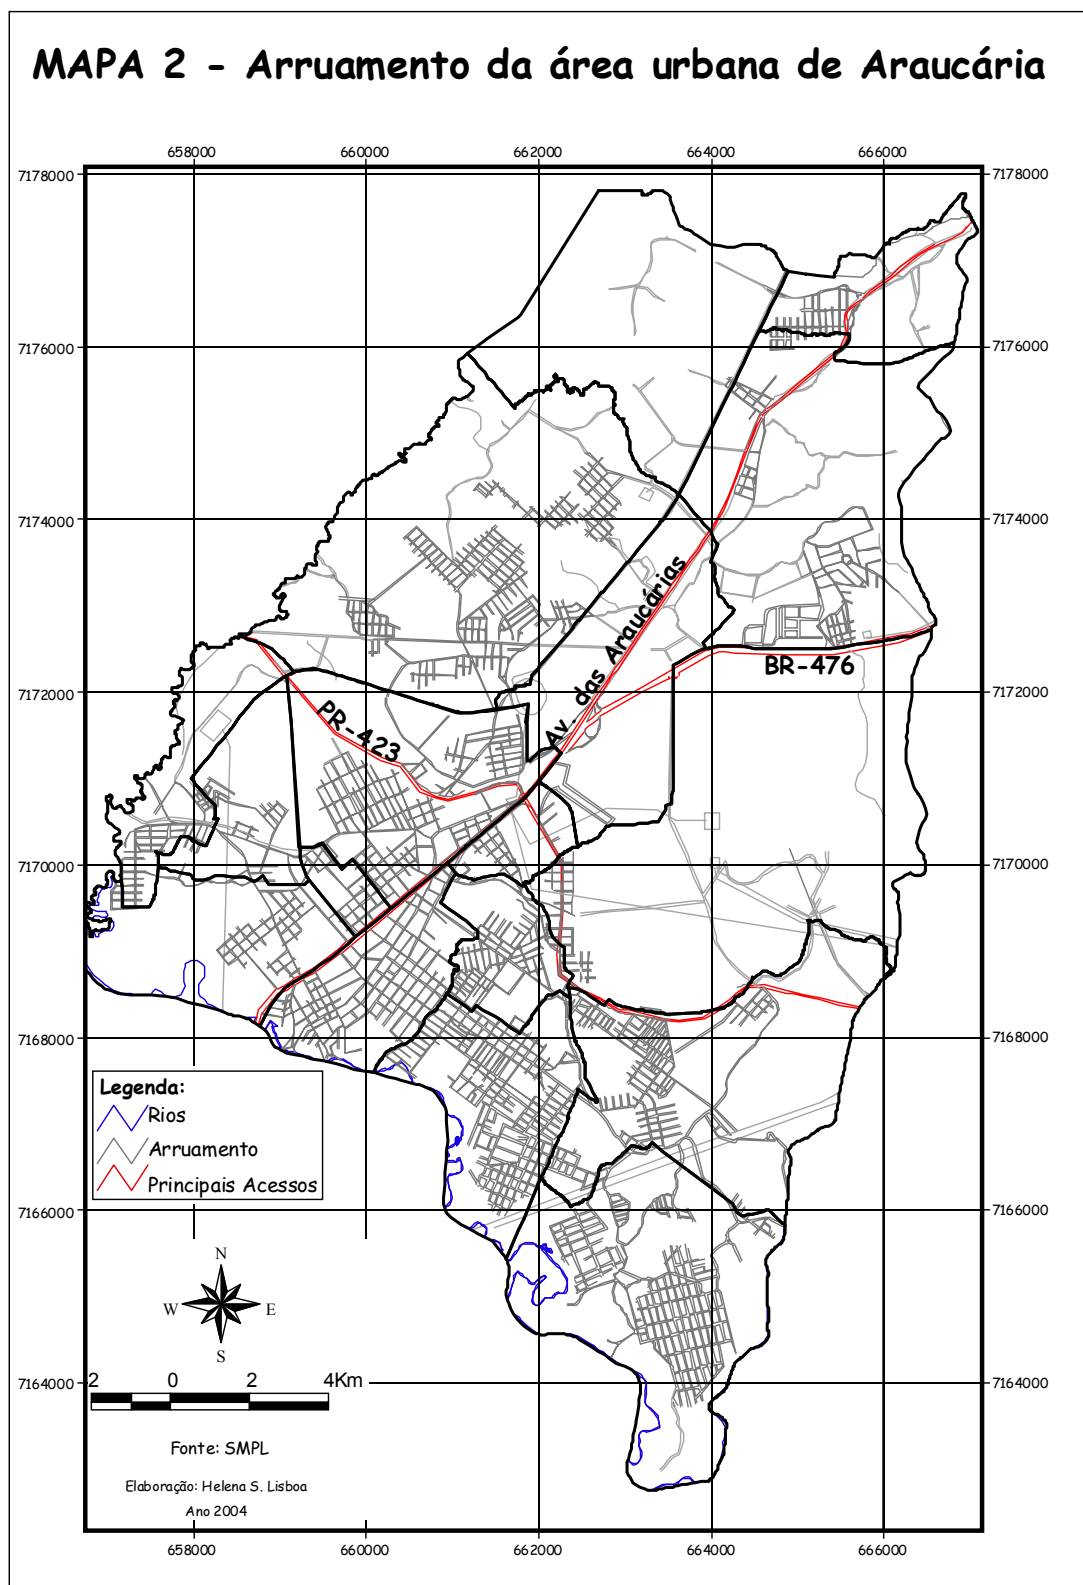 MAPA 2 - Arruamento da área urbana de Araucária
658000 660000 662000 664000 666000
7178000 7178000
7176000 7176000
7174000 7174000
Av. das Araucárias
BR-476
7172000 7172000
PR-423
7170000 7170000
7168000 7168000
Legenda:
Rios
Arruamento
Principais Acessos
7166000 7166000
N
W E
S
2 0 2 4Km
7164000 7164000
Fonte: SMPL
Elaboração: Helena S. Lisboa
Ano 2004
658000 660000 662000 664000 666000